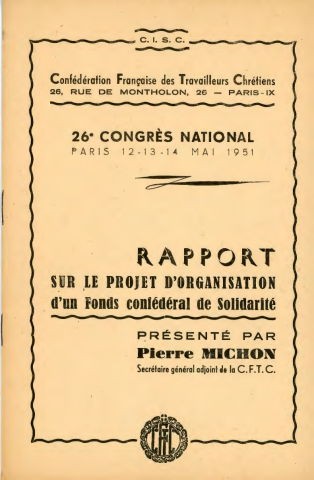 C. I. S. C.
Confédération Française des Travailleurs Chrétiens
26, RUE DE MONTHOLON, 26 — PARIS-IX
26e CONGRÈS NATIONAL
PARIS 12-13-14 MAI 1951
RAPPORT
SUR LE PROJET D'ORGANISATION
d'un Fonds confédéral de Solidarité
PRÉSENTÉ PAR
Pierre MICHON
Secrétaire général adjoint de la C.F.T.C.
CFTC